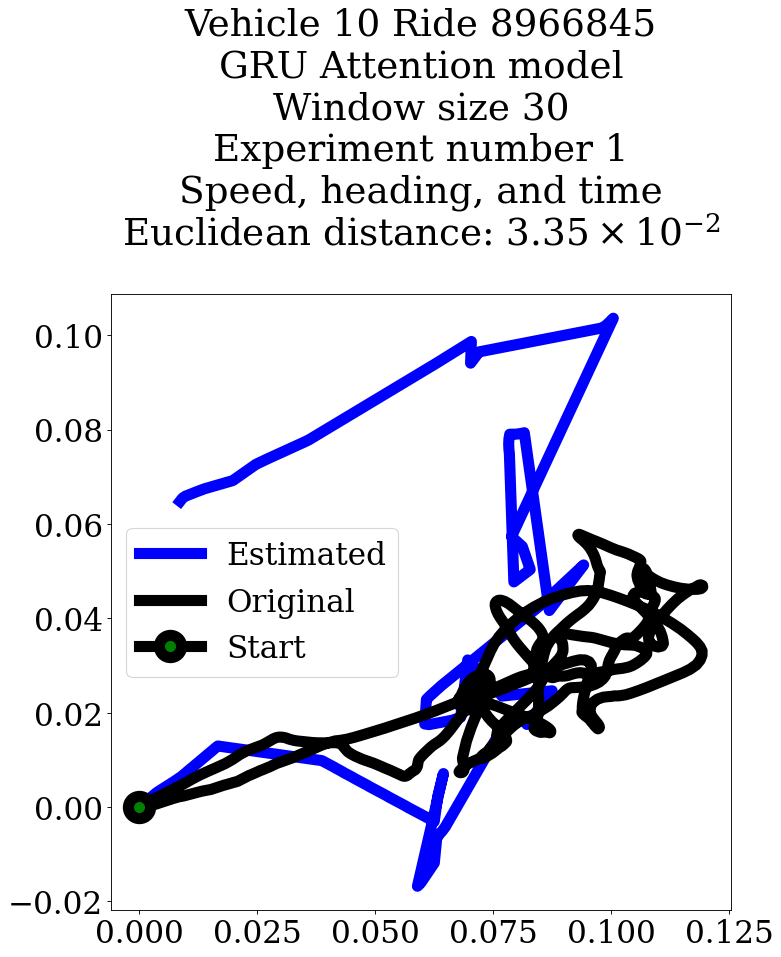 Vehicle 10 Ride 8966845
GRU Attention model
Window size 30
Experiment number 1
Speed, heading, and time
Euclidean distance: 3.35 × 10⁻²
0.10
0.08
0.06
0.04
0.02
0.00
−0.02
Estimated
Original
Start
0.000 0.025 0.050 0.075 0.100 0.125